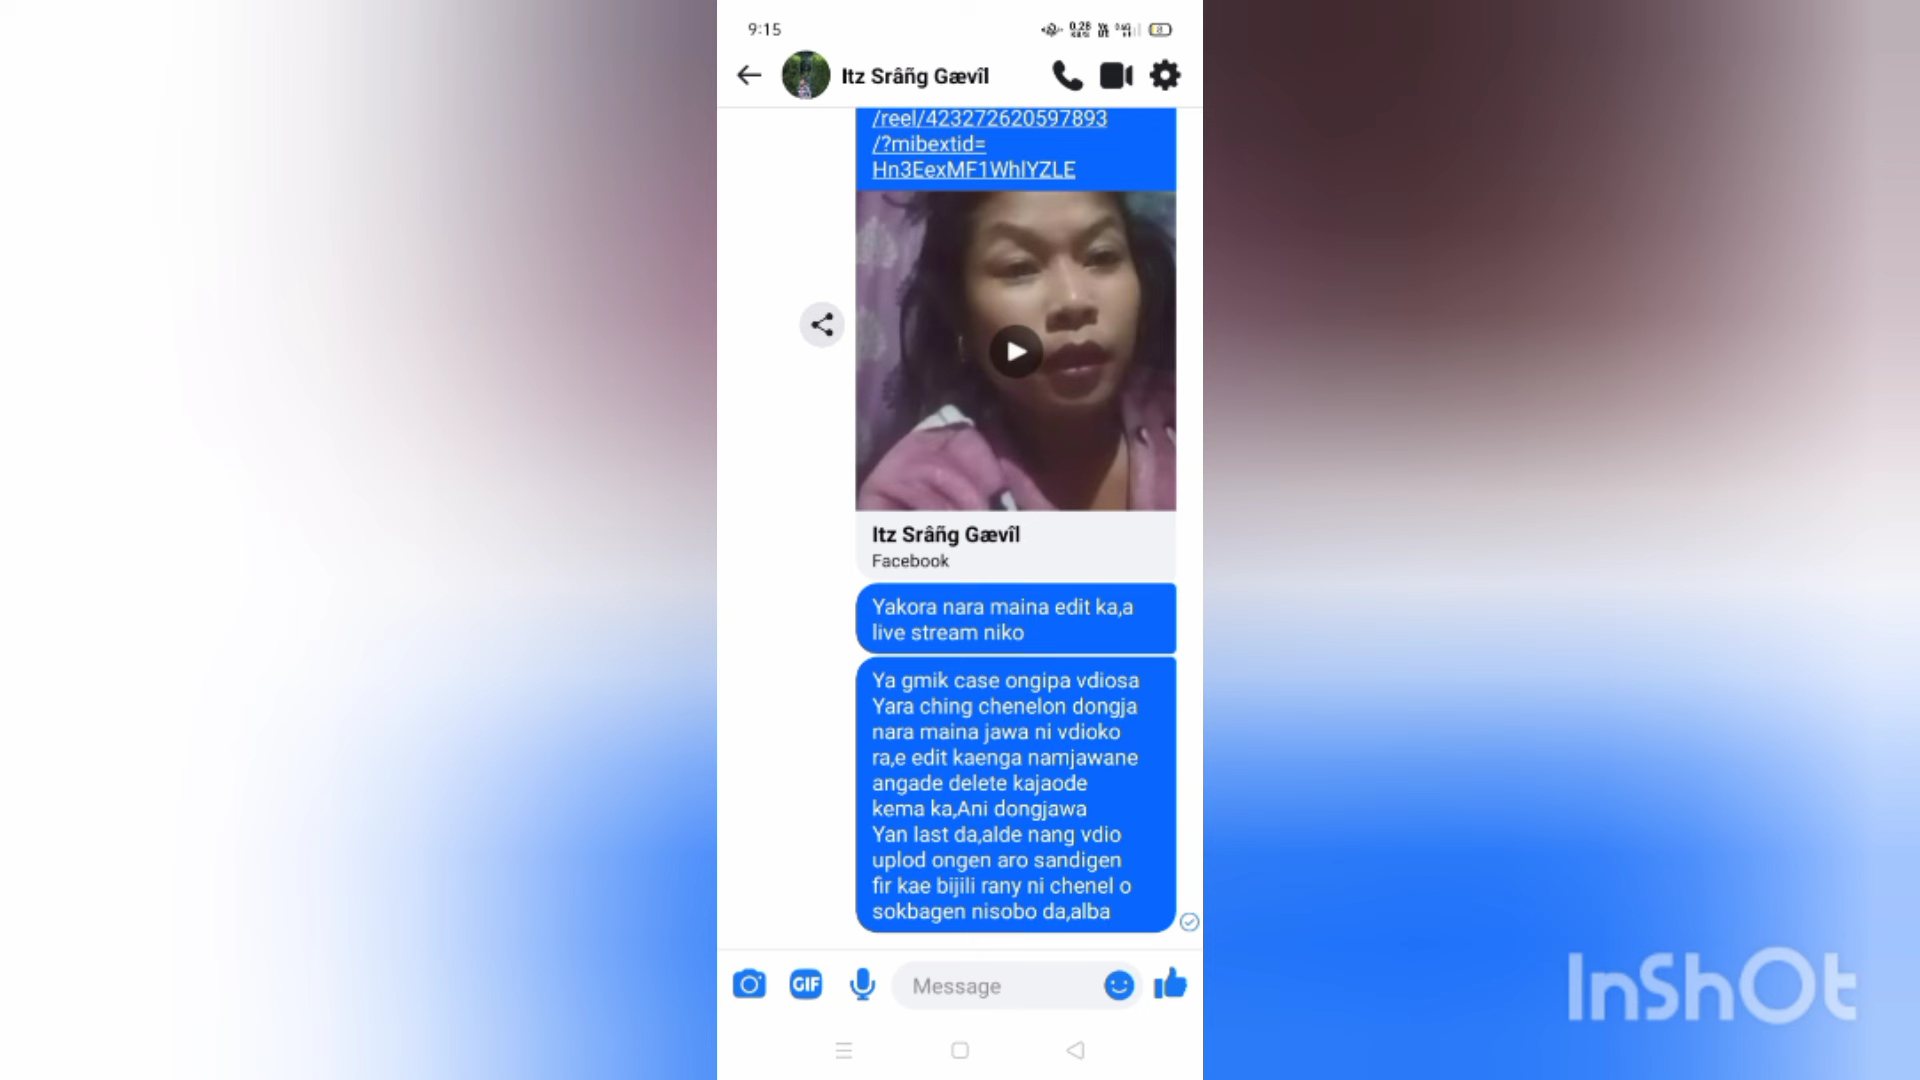 9:15
0.28
Itz Srâñg Gævîl
/reel/423272620597893
/?mibextid=
Hn3EexMF1WhlYZLE
Itz Srâñg Gævîl
Facebook
Yakora nara maina edit ka,a
live stream niko
Ya gmik case ongipa vdiosa
Yara ching chenelon dongja
nara maina jawa ni vdioko
ra,e edit kaenga namjawane
angade delete kajaode
kema ka,Ani dongjawa
Yan last da,alde nang vdio
uplod ongen aro sandigen
fir kae bijili rany ni chenel o
sokbagen nisobo da,alba
GIF
Message
InShOt